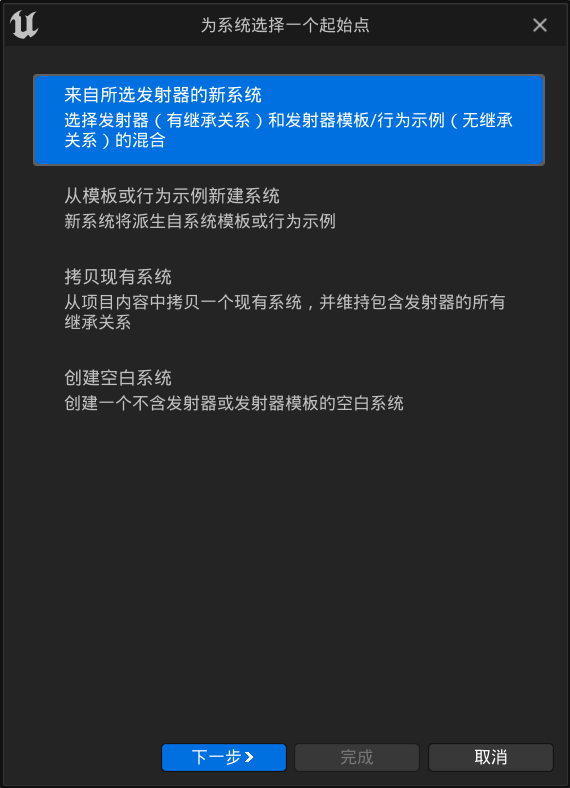 为系统选择一个起始点
来自所选发射器的新系统
选择发射器（有继承关系）和发射器模板/行为示例（无继承
关系）的混合
从模板或行为示例新建系统
新系统将派生自系统模板或行为示例
拷贝现有系统
从项目内容中拷贝一个现有系统，并维持包含发射器的所有
继承关系
创建空白系统
创建一个不含发射器或发射器模板的空白系统
下一步
完成
取消